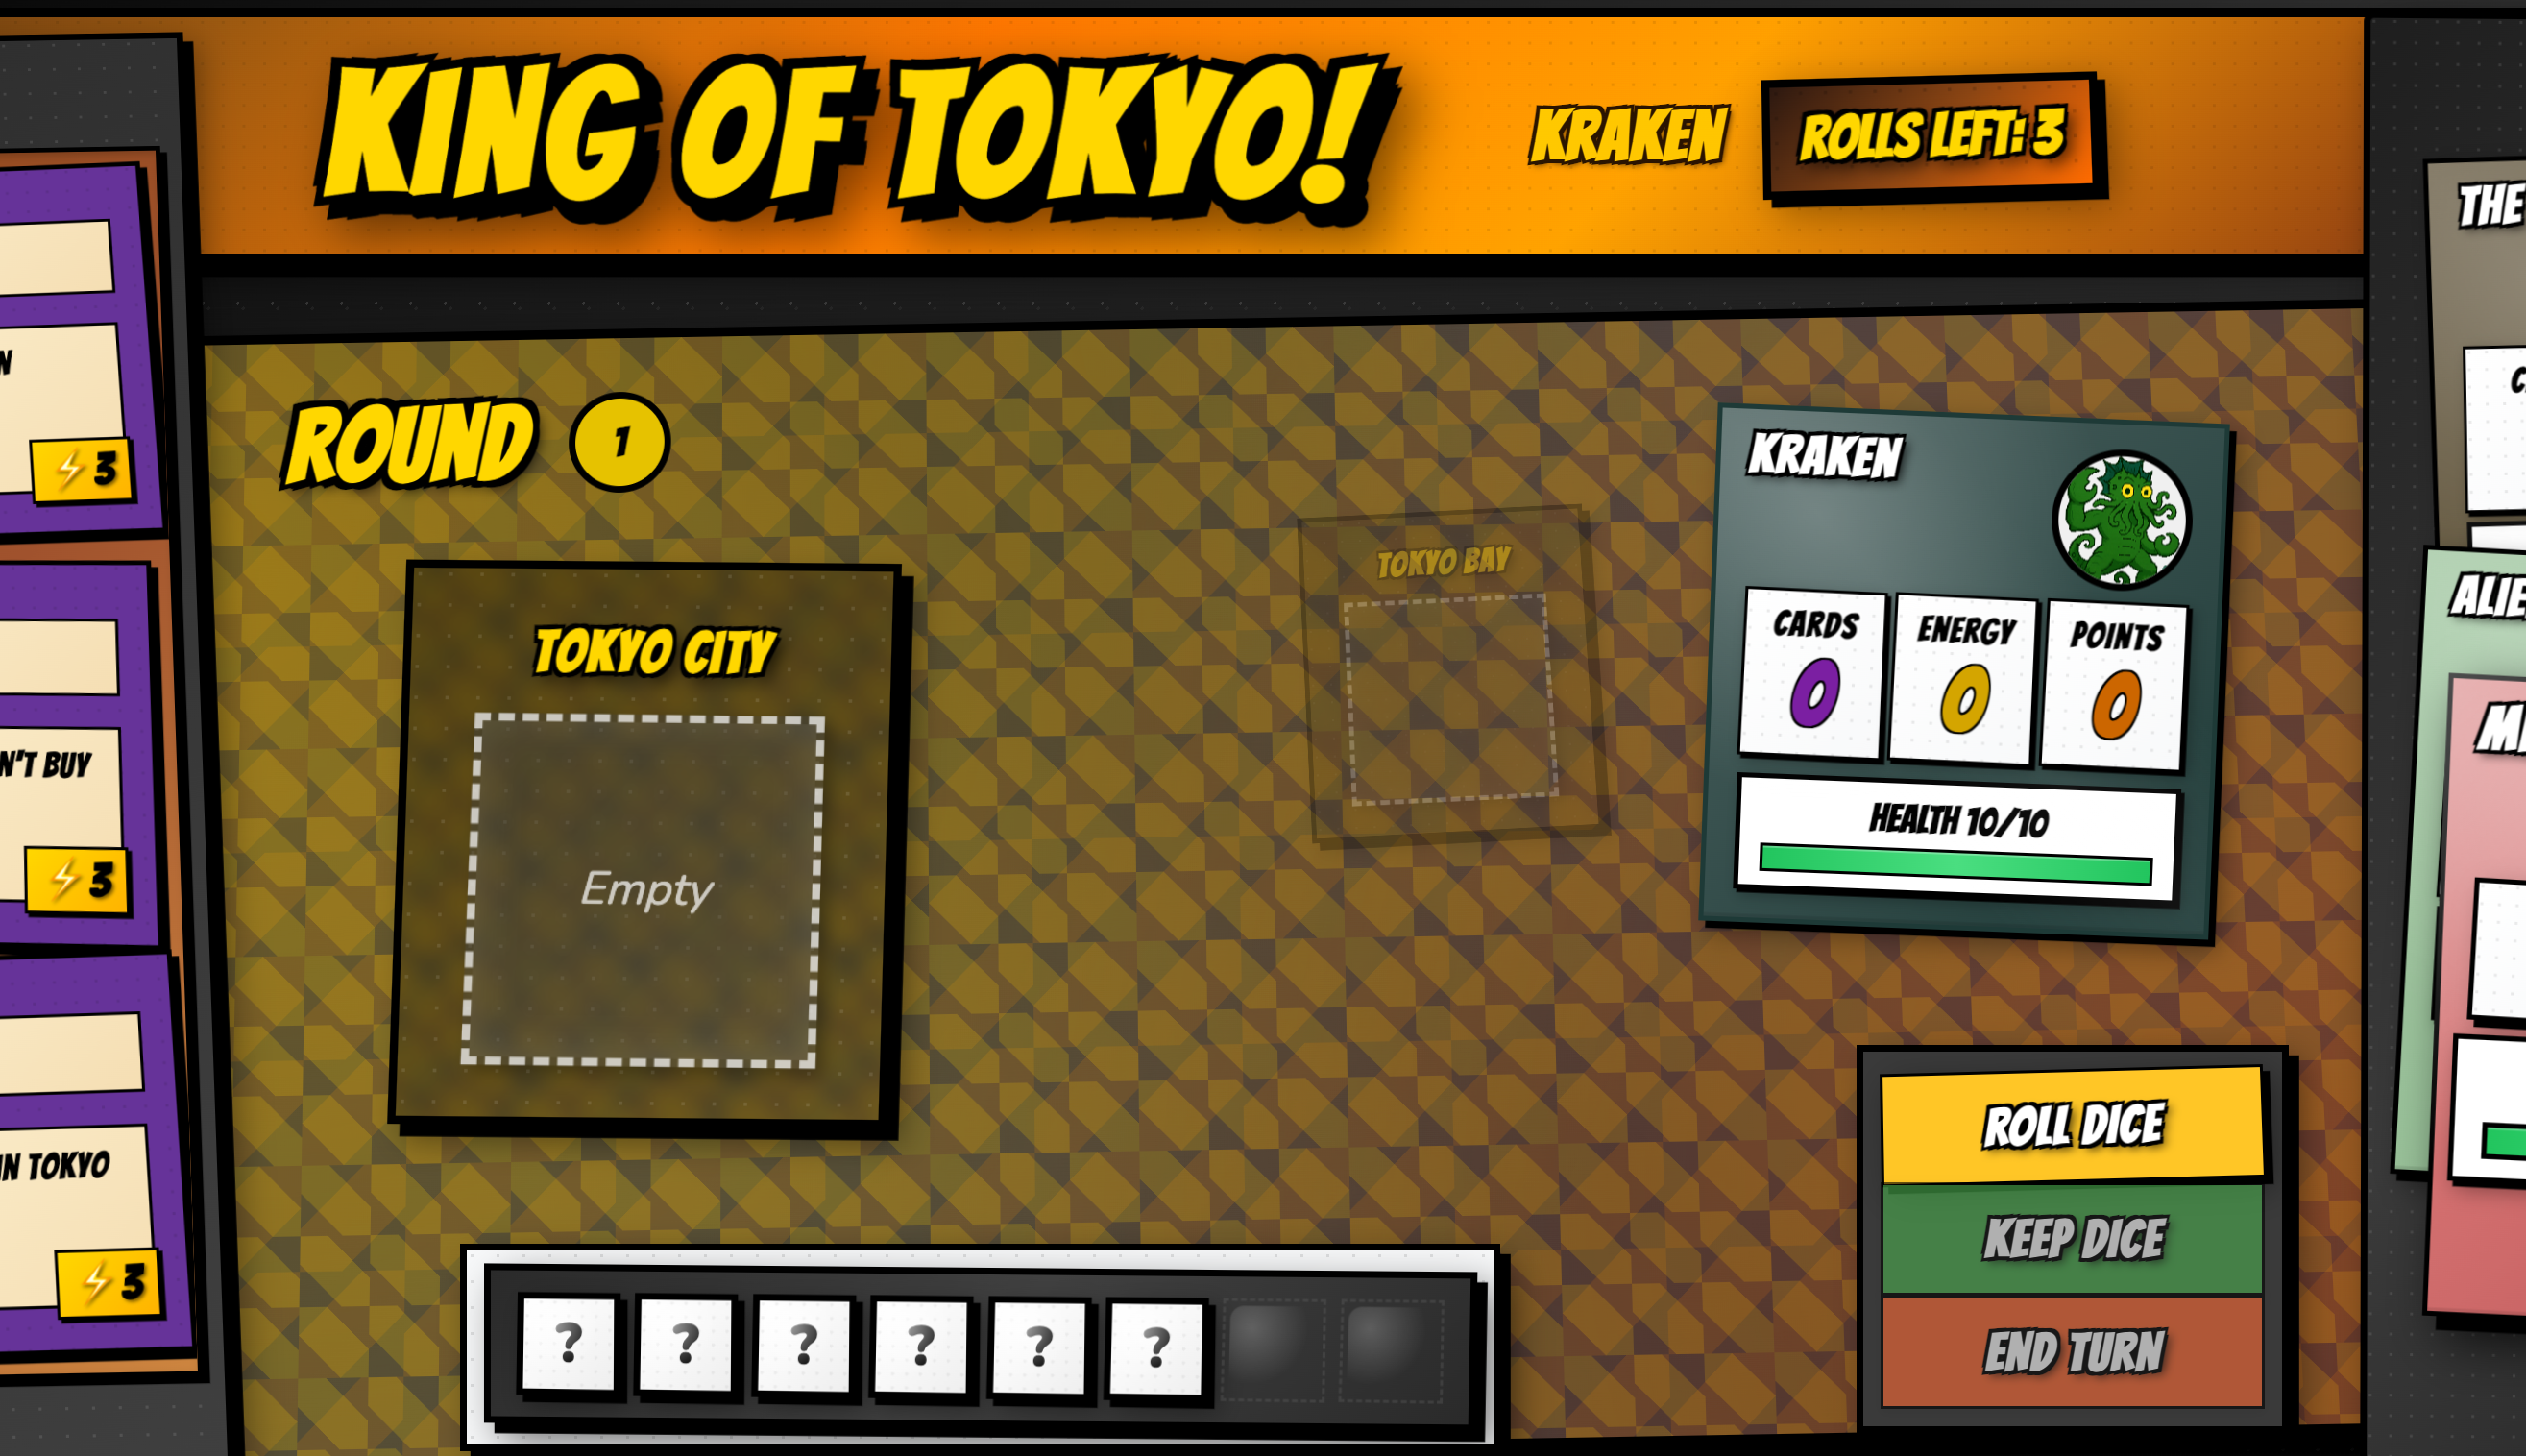 KING OF TOKYO!
KRAKEN
ROLLS LEFT: 3
ROUND 1
TOKYO CITY
Empty
TOKYO BAY
KRAKEN
CARDS
0
ENERGY
0
POINTS
0
HEALTH 10/10
ROLL DICE
KEEP DICE
END TURN
? ? ? ? ? ?
N
⚡3
N'T BUY
⚡3
IN TOKYO
⚡3
THE
C
ALIE